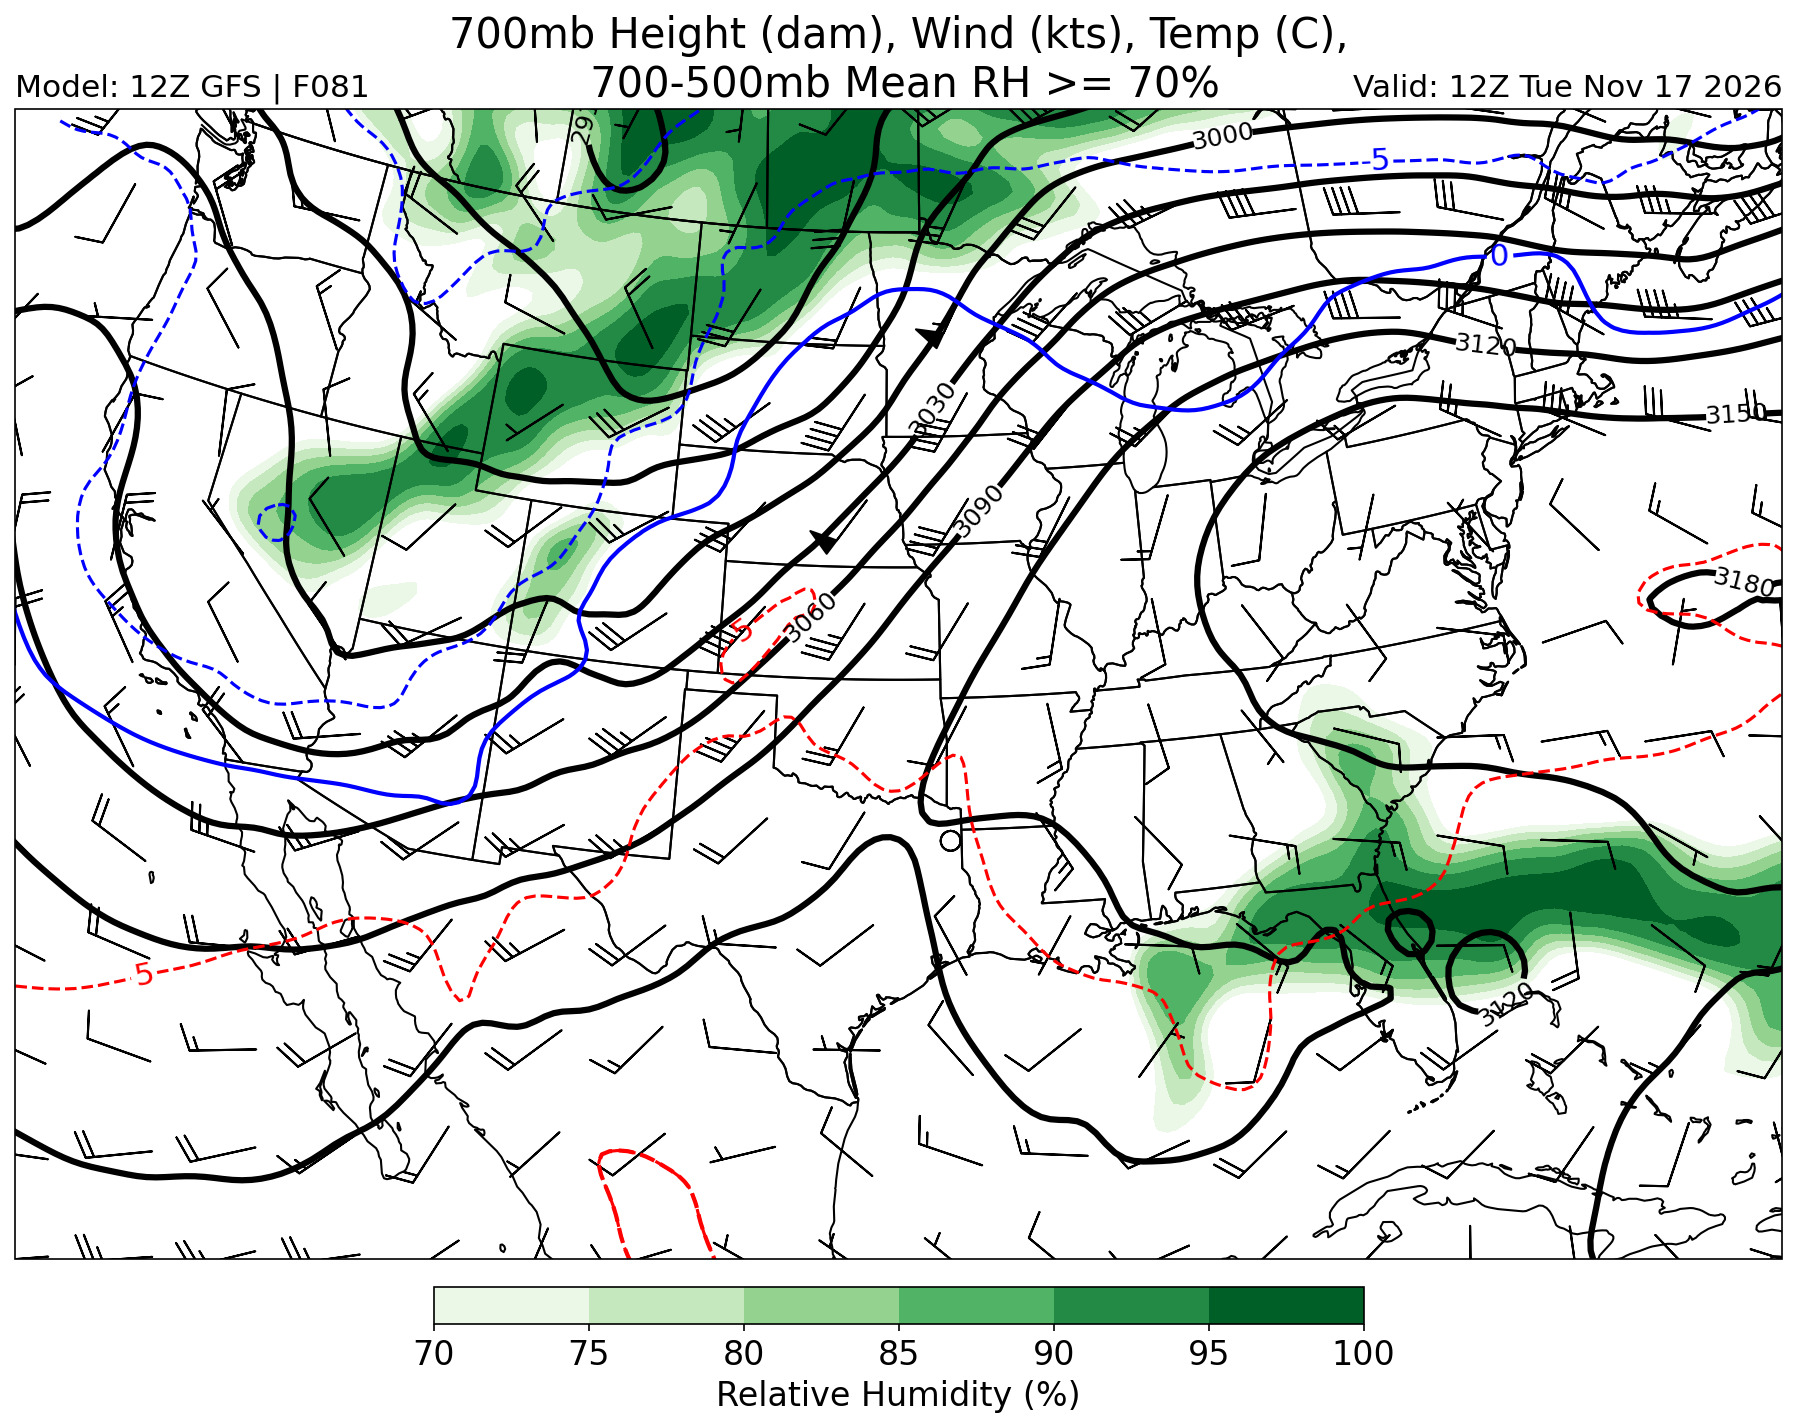 700mb Height (dam), Wind (kts), Temp (C),
Model: 12Z GFS | F081
700-500mb Mean RH >= 70%
Valid: 12Z Tue Nov 17 2026
3000
-5
0
3120
3150
3030
3090
3180
5
3060
5
3120
70 75 80 85 90 95 100
Relative Humidity (%)